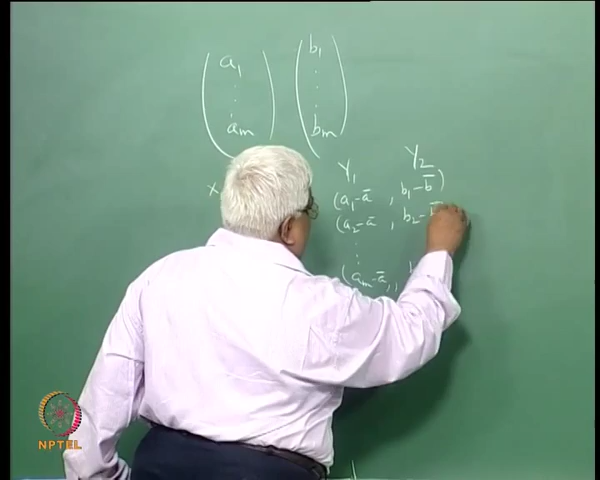 a₁ b₁
. .
. .
. .
aₘ bₘ
x
Y₁ Y₂
(a₁-a̅ , b₁-b̅)
(a₂-a̅ , b₂-b̅
:
(aₘ-a̅,
NPTEL